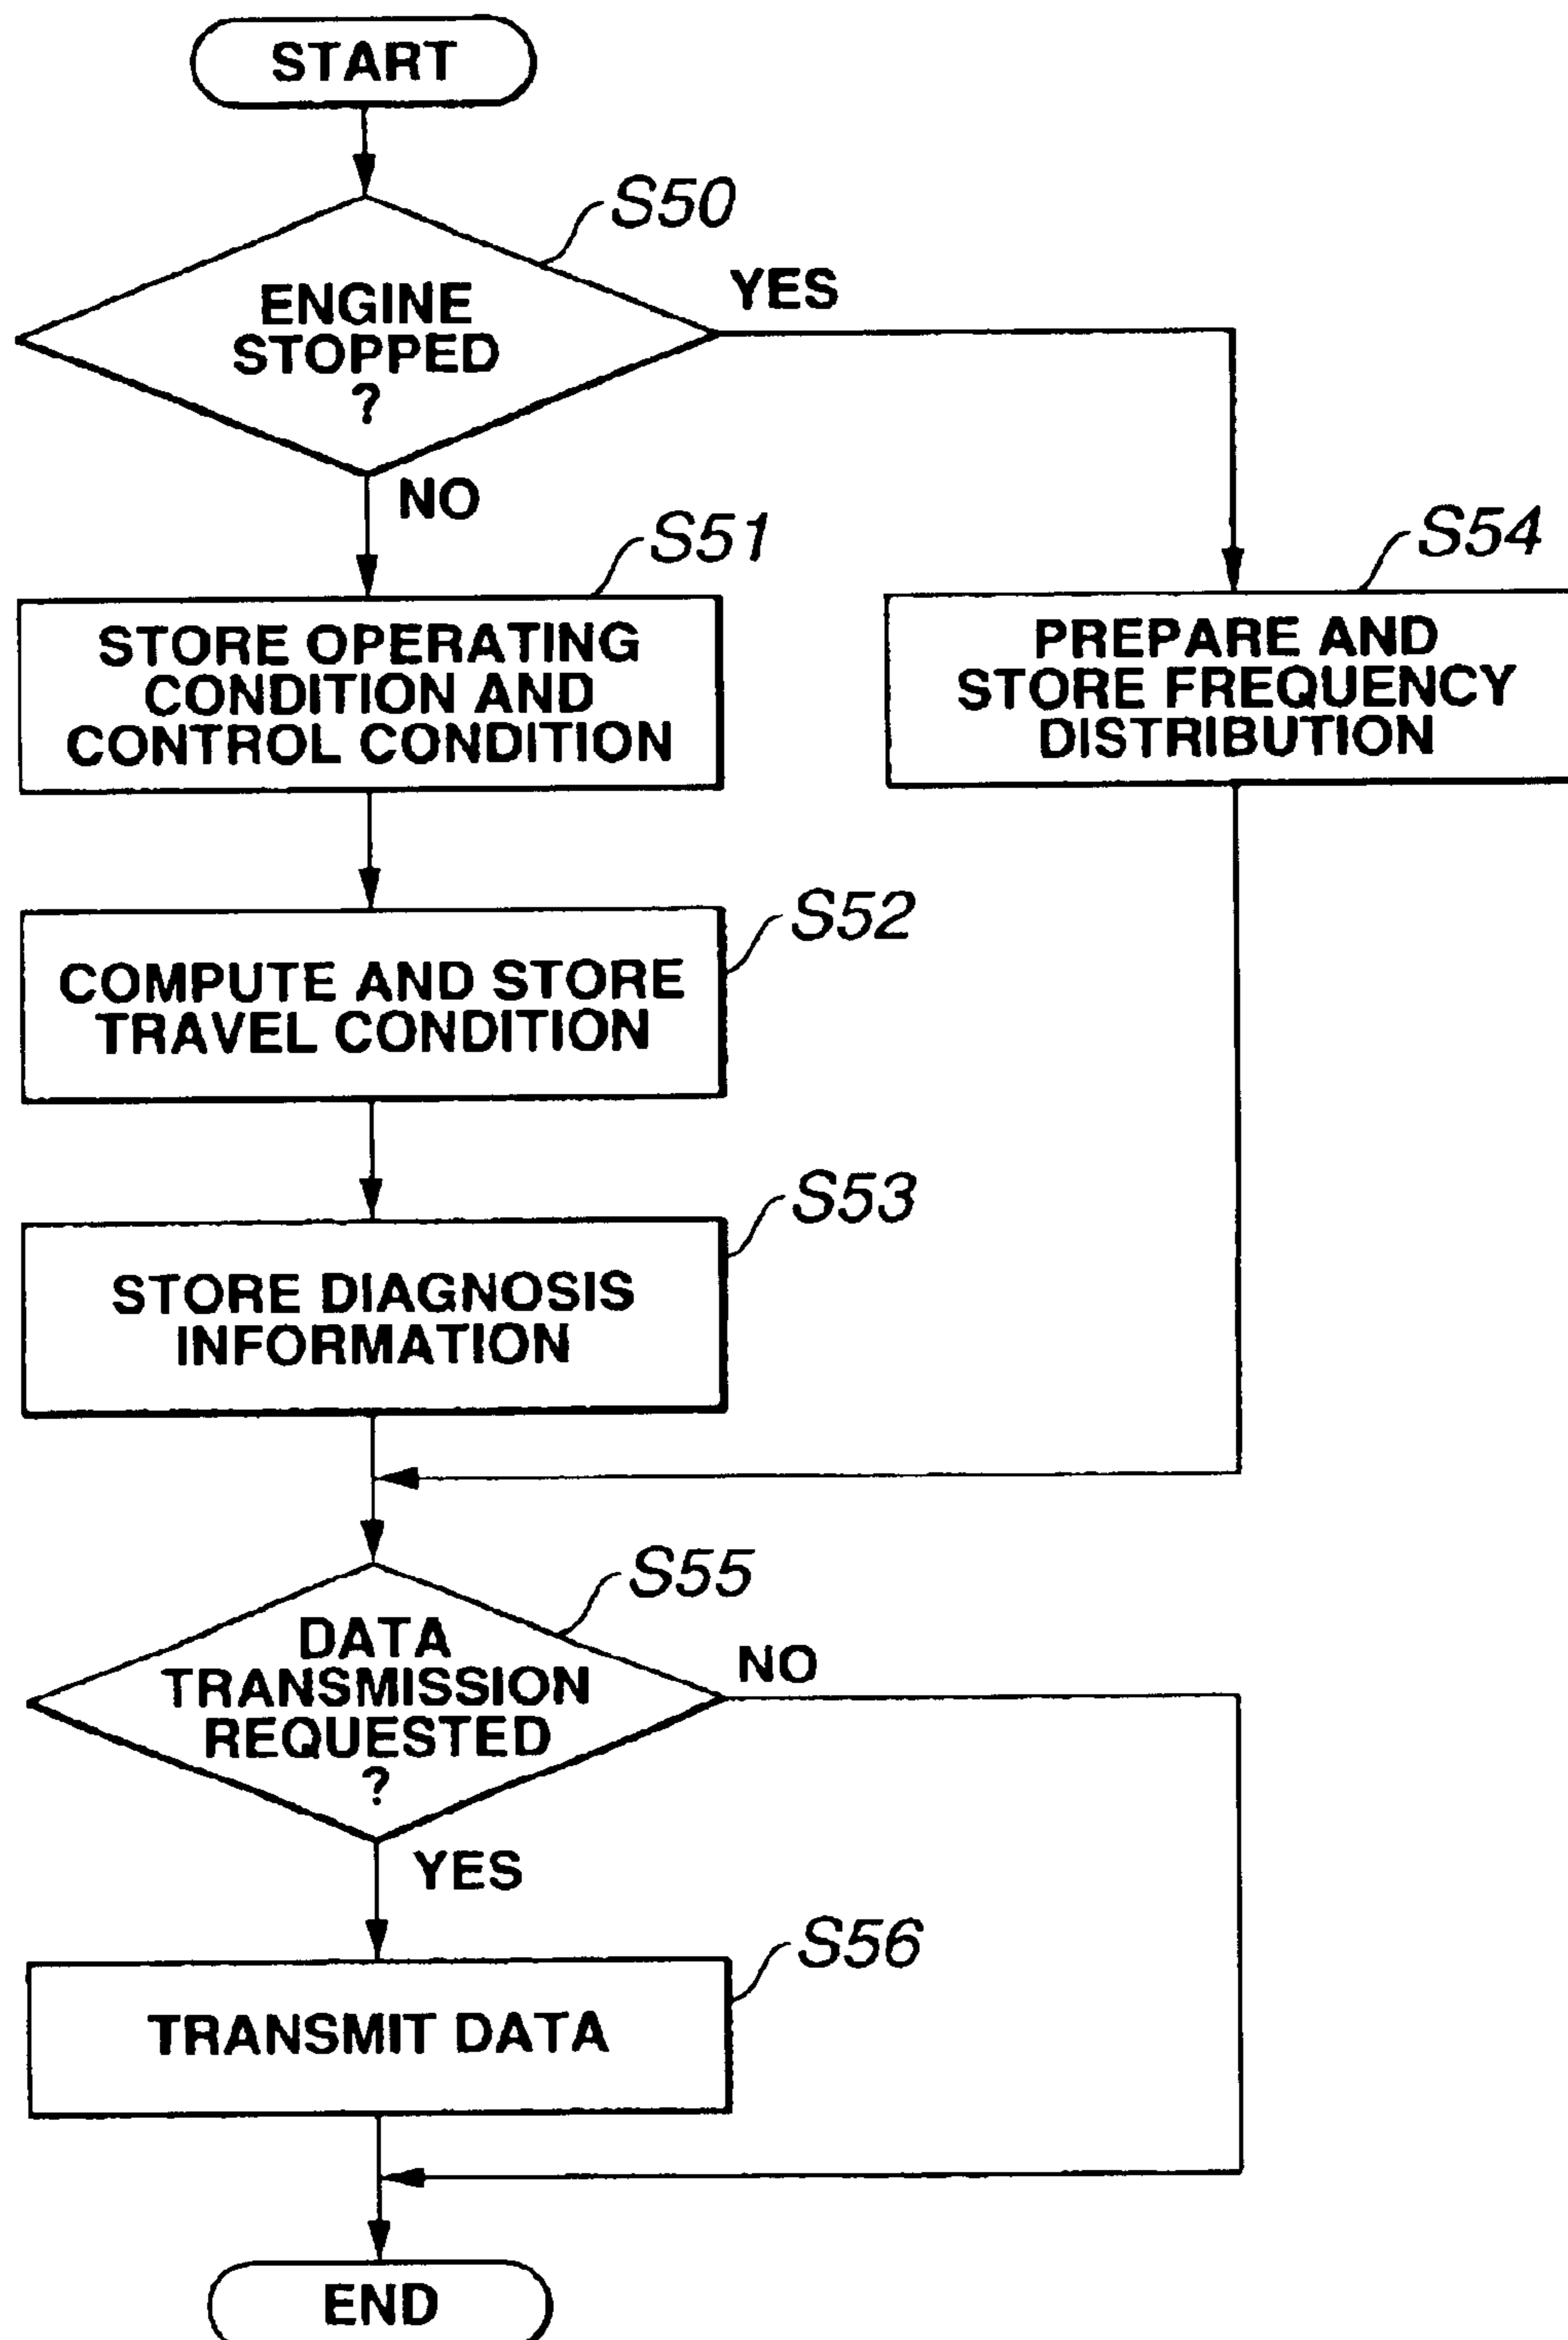 START
S50
ENGINE
STOPPED
?
YES
NO
S51
STORE OPERATING
CONDITION AND
CONTROL CONDITION
S54
PREPARE AND
STORE FREQUENCY
DISTRIBUTION
S52
COMPUTE AND STORE
TRAVEL CONDITION
S53
STORE DIAGNOSIS
INFORMATION
S55
DATA
TRANSMISSION
REQUESTED
?
NO
YES
S56
TRANSMIT DATA
END